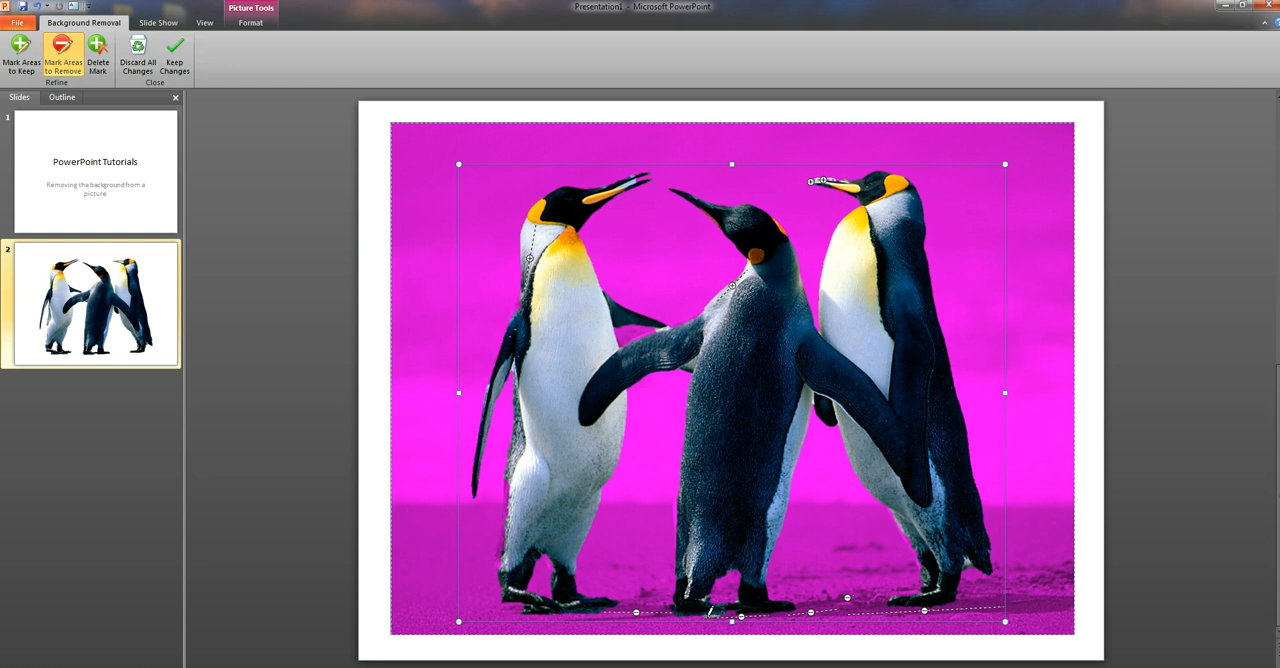 Picture Tools
Presentation1 - Microsoft PowerPoint
File
Background Removal
Slide Show
View
Format
Mark Areas
to Keep
Mark Areas
to Remove
Delete
Mark
Discard All
Changes
Keep
Changes
Refine
Close
Slides
Outline
1
PowerPoint Tutorials
Removing the background from a
picture
2